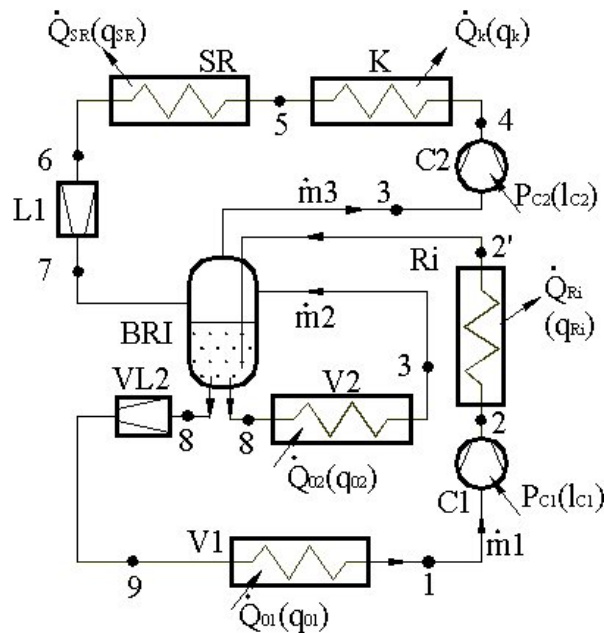 Q̇SR(qSR)
Q̇k(qk)
SR
K
5
4
6
C2
PC2(lC2)
ṁ3
3
L1
Ri
2'
7
Q̇Ri
(qRi)
ṁ2
BRI
3
VL2
V2
2
8
8
Q̇02(q02)
C1
PC1(lC1)
V1
ṁ1
9
1
Q̇01(q01)